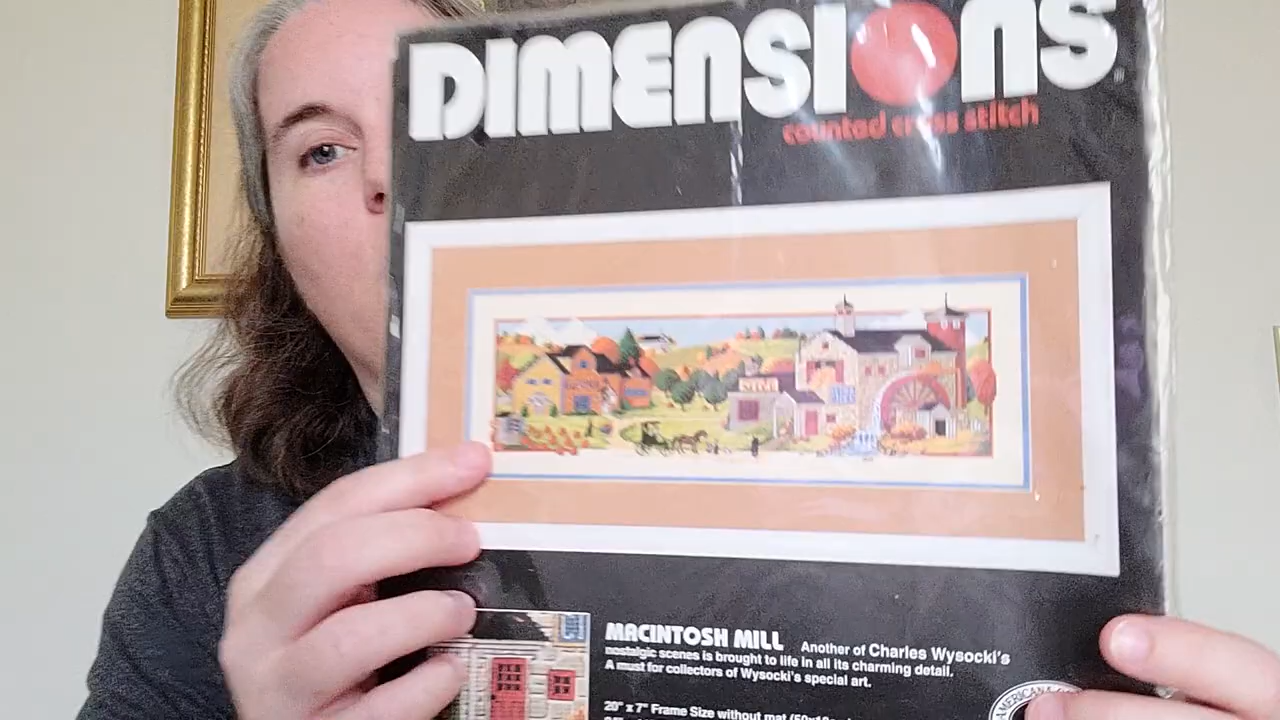 DIMENSIONS
counted cross stitch
MACINTOSH MILL Another of Charles Wysocki's
nostalgic scenes is brought to life in all its charming detail.
A must for collectors of Wysocki's special art.
20" x 7" Frame Size without mat
AMERICANA